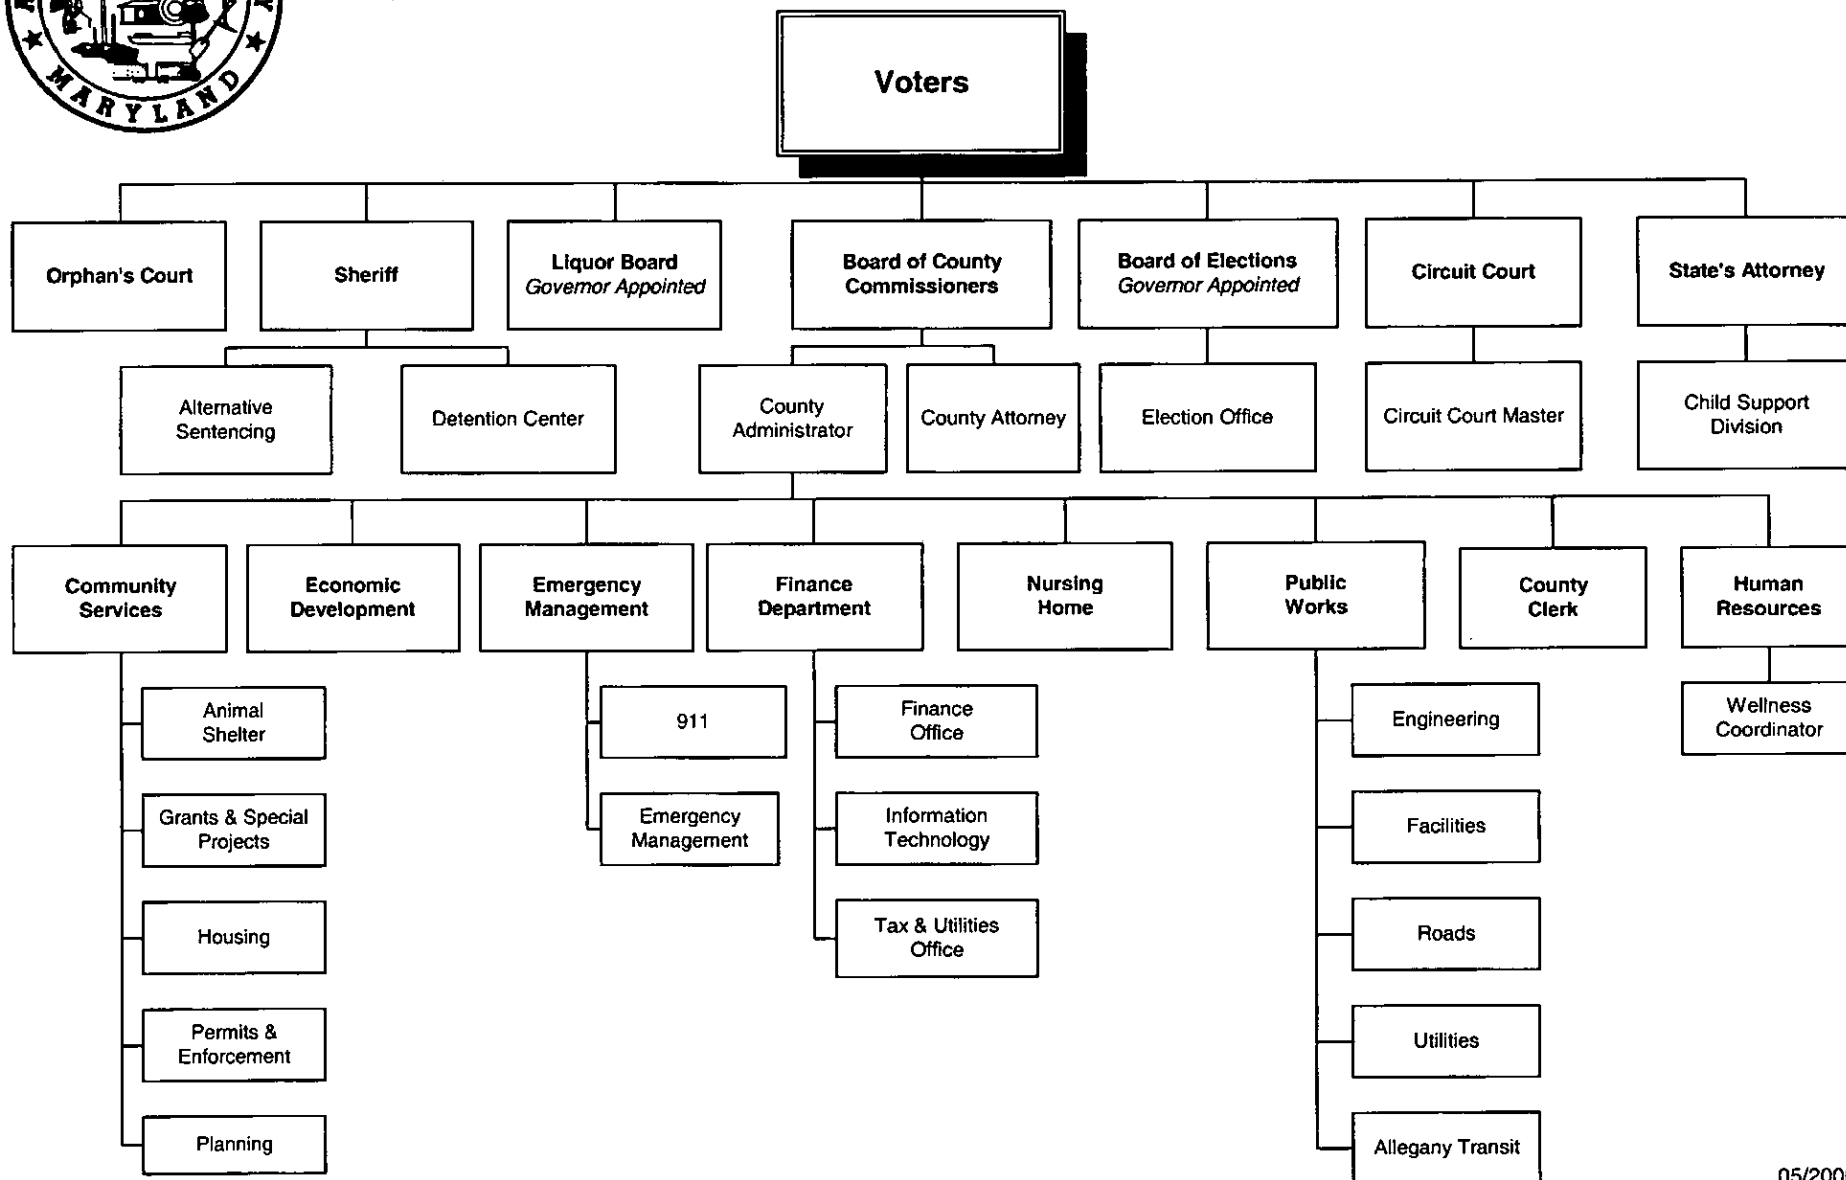 MARYLAND
Voters
Orphan's Court
Sheriff
Liquor Board
Governor Appointed
Board of County
Commissioners
Board of Elections
Governor Appointed
Circuit Court
State's Attorney
Alternative
Sentencing
Detention Center
County
Administrator
County Attorney
Election Office
Circuit Court Master
Child Support
Division
Community
Services
Economic
Development
Emergency
Management
Finance
Department
Nursing
Home
Public
Works
County
Clerk
Human
Resources
Animal
Shelter
911
Finance
Office
Engineering
Wellness
Coordinator
Grants & Special
Projects
Emergency
Management
Information
Technology
Facilities
Housing
Tax & Utilities
Office
Roads
Permits &
Enforcement
Utilities
Planning
Allegany Transit